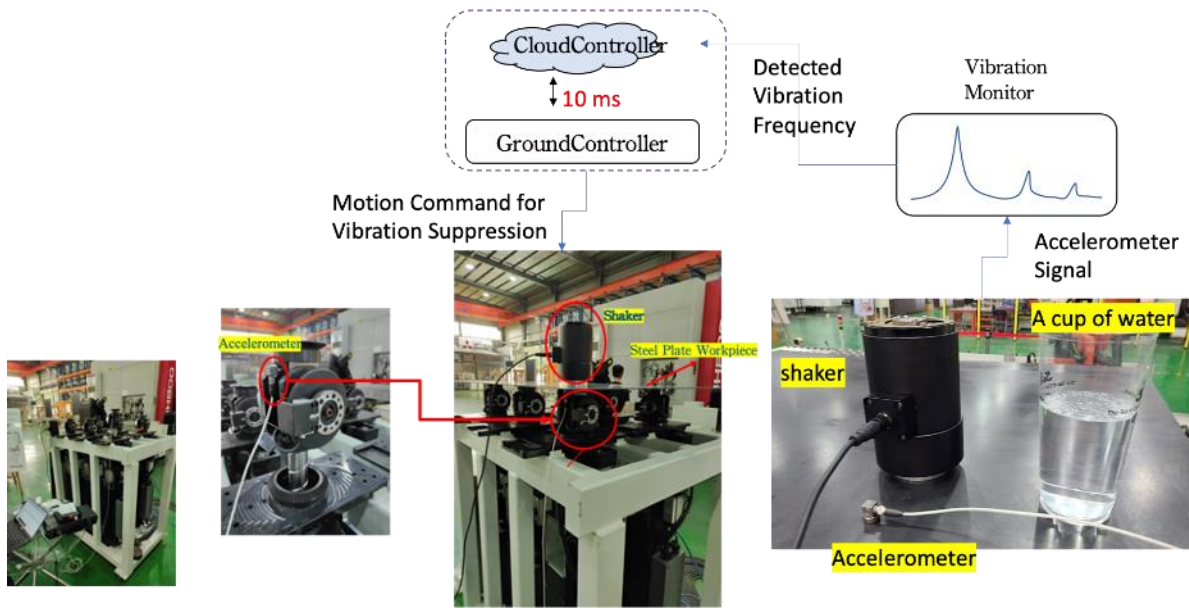 CloudController
10 ms
GroundController
Detected
Vibration
Frequency
Vibration
Monitor
Motion Command for
Vibration Suppression
Accelerometer
Signal
Accelerometer
Shaker
Steel Plate Workpiece
shaker
A cup of water
Accelerometer